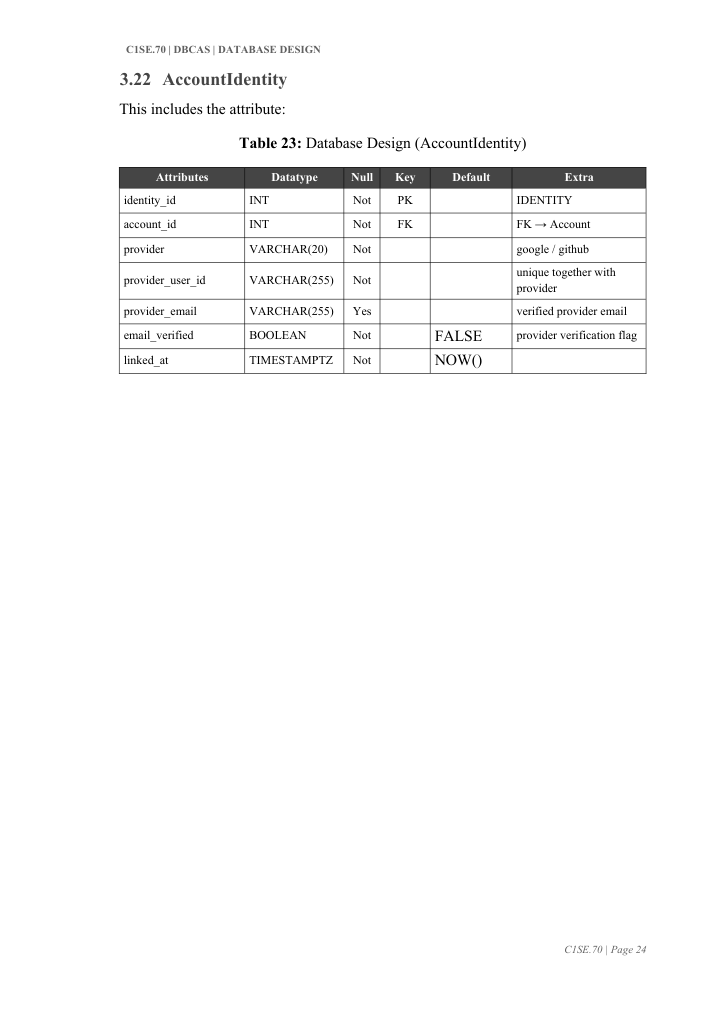 C1SE.70 | DBCAS | DATABASE DESIGN
3.22 AccountIdentity
This includes the attribute:
Table 23: Database Design (AccountIdentity)
Attributes Datatype Null Key Default Extra
identity_id INT Not PK IDENTITY
account_id INT Not FK FK → Account
provider VARCHAR(20) Not google / github
provider_user_id VARCHAR(255) Not unique together with
provider
provider_email VARCHAR(255) Yes verified provider email
email_verified BOOLEAN Not FALSE provider verification flag
linked_at TIMESTAMPTZ Not NOW()
C1SE.70 | Page 24